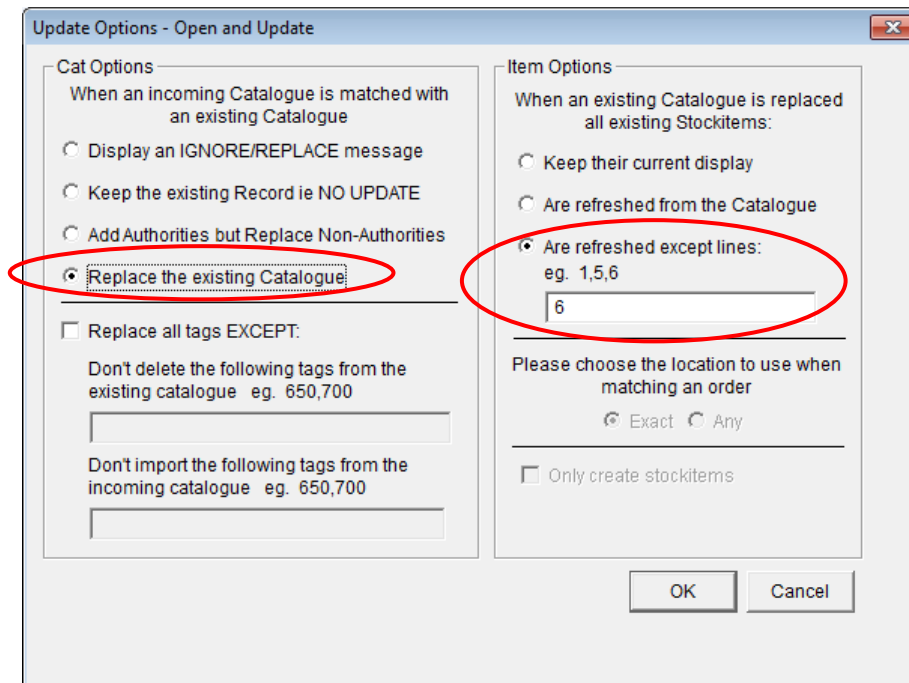 Update Options - Open and Update
Cat Options
When an incoming Catalogue is matched with
an existing Catalogue
Display an IGNORE/REPLACE message
Keep the existing Record ie NO UPDATE
Add Authorities but Replace Non-Authorities
Replace the existing Catalogue
Replace all tags EXCEPT:
Don't delete the following tags from the
existing catalogue eg. 650,700
Don't import the following tags from the
incoming catalogue eg. 650,700
Item Options
When an existing Catalogue is replaced
all existing Stockitems:
Keep their current display
Are refreshed from the Catalogue
Are refreshed except lines:
eg. 1,5,6
6
Please choose the location to use when
matching an order
Exact Any
Only create stockitems
OK Cancel